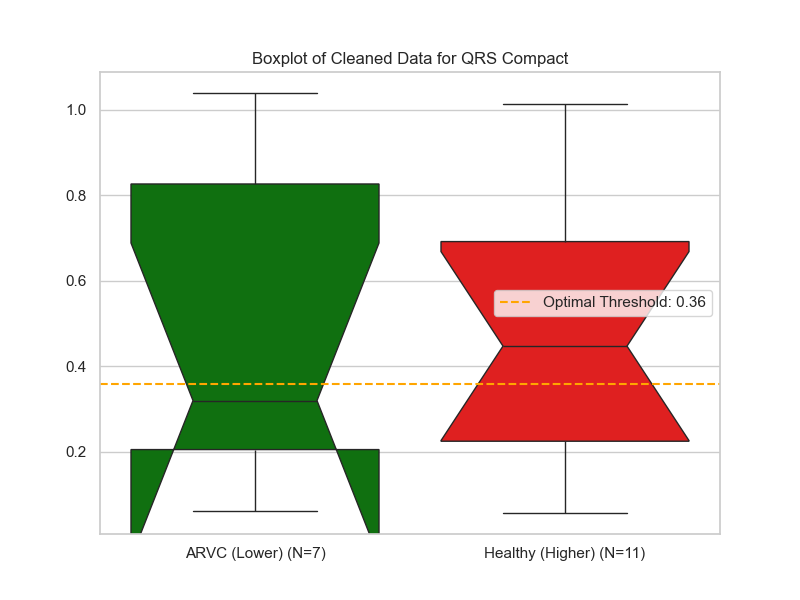 Boxplot of Cleaned Data for QRS Compact
1.0
0.8
0.6
Optimal Threshold: 0.36
0.4
0.2
ARVC (Lower) (N=7)
Healthy (Higher) (N=11)